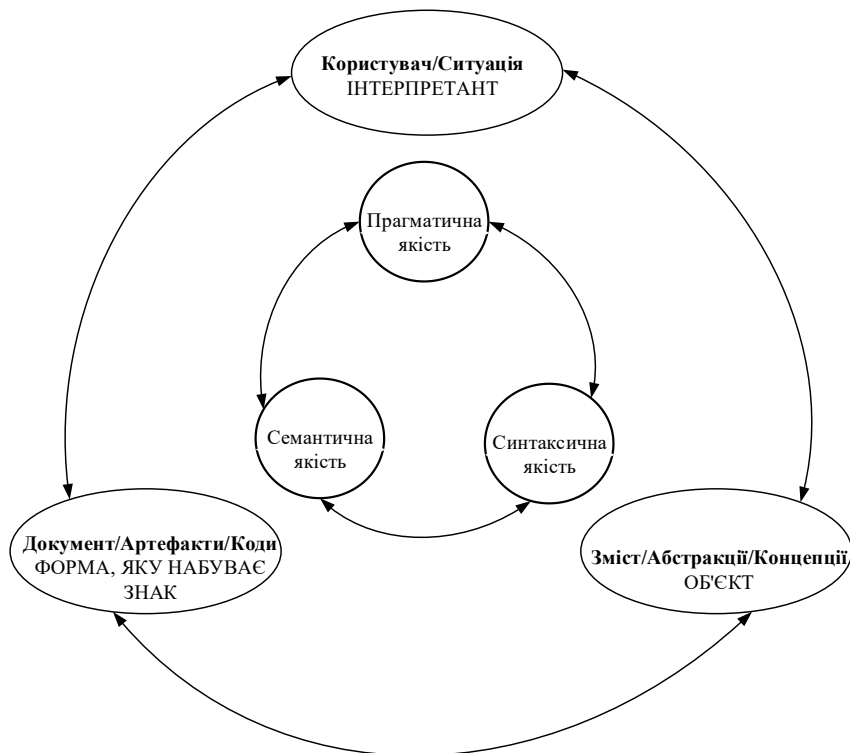 Користувач/Ситуація
ІНТЕРПРЕТАНТ
Прагматична
якість
Семантична
якість
Синтаксична
якість
Документ/Артефакти/Коди
ФОРМА, ЯКУ НАБУВАЄ
ЗНАК
Зміст/Абстракції/Концепції/
ОБ'ЄКТ